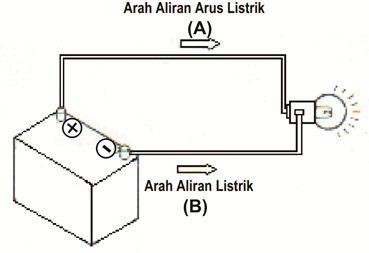 Arah Aliran Arus Listrik
(A)
+
-
Arah Aliran Listrik
(B)